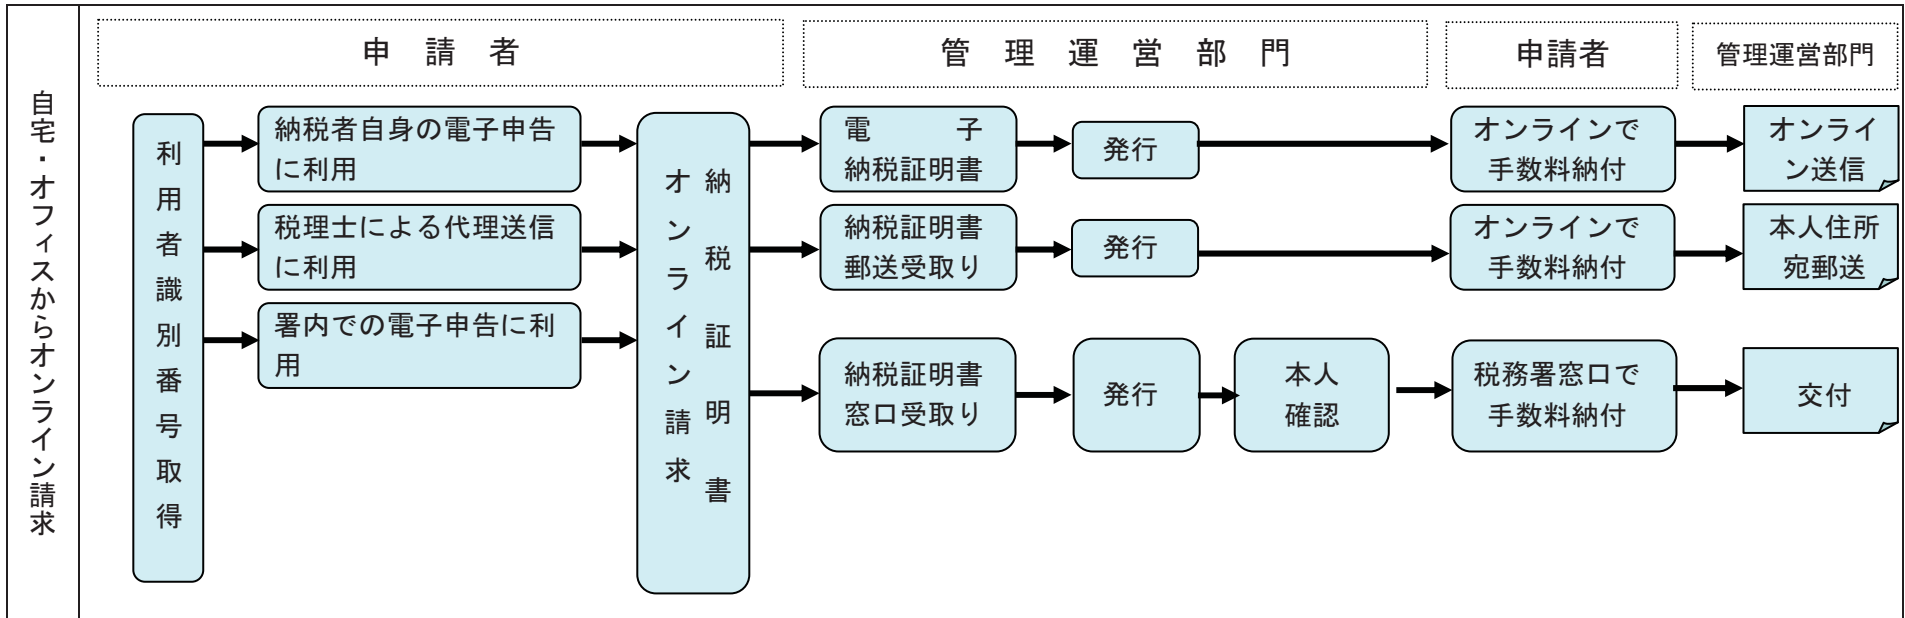 自宅・オフィスからオンライン請求
申請者
管理運営部門
申請者
管理運営部門
利用者識別番号取得
納税者自身の電子申告
に利用
税理士による代理送信
に利用
署内での電子申告に利
用
納税証明書
オンライン請求
電子
納税証明書
発行
オンラインで
手数料納付
オンライ
ン送信
納税証明書
郵送受取り
発行
オンラインで
手数料納付
本人住所
宛郵送
納税証明書
窓口受取り
発行
本人
確認
税務署窓口で
手数料納付
交付